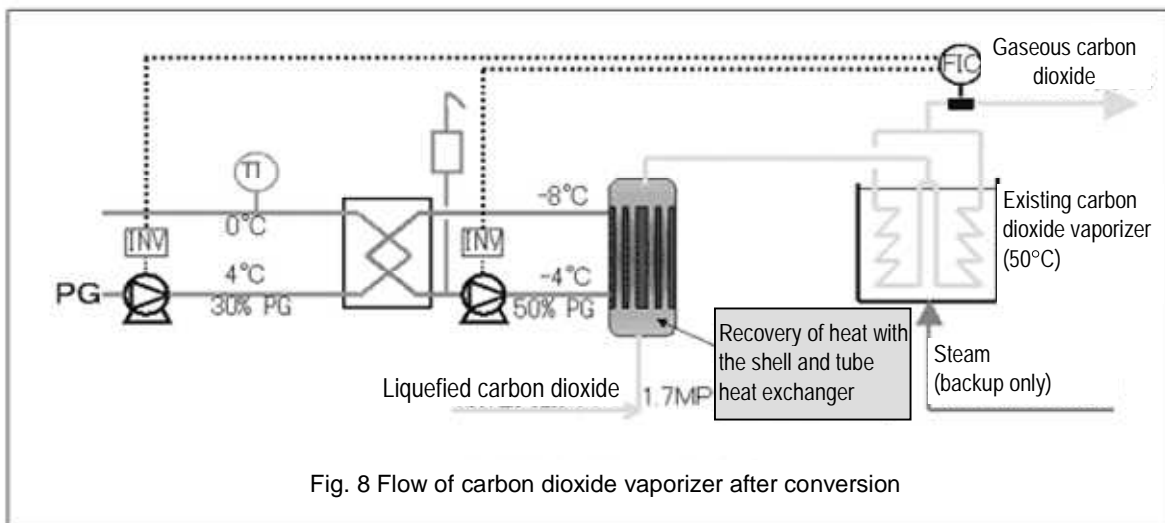 Gaseous carbon
dioxide
FIC
TI
0°C
-8°C
INV
INV
4°C
-4°C
PG
30% PG
50% PG
Existing carbon
dioxide vaporizer
(50°C)
Recovery of heat with
the shell and tube
heat exchanger
Steam
(backup only)
Liquefied carbon dioxide
1.7MP
Fig. 8 Flow of carbon dioxide vaporizer after conversion